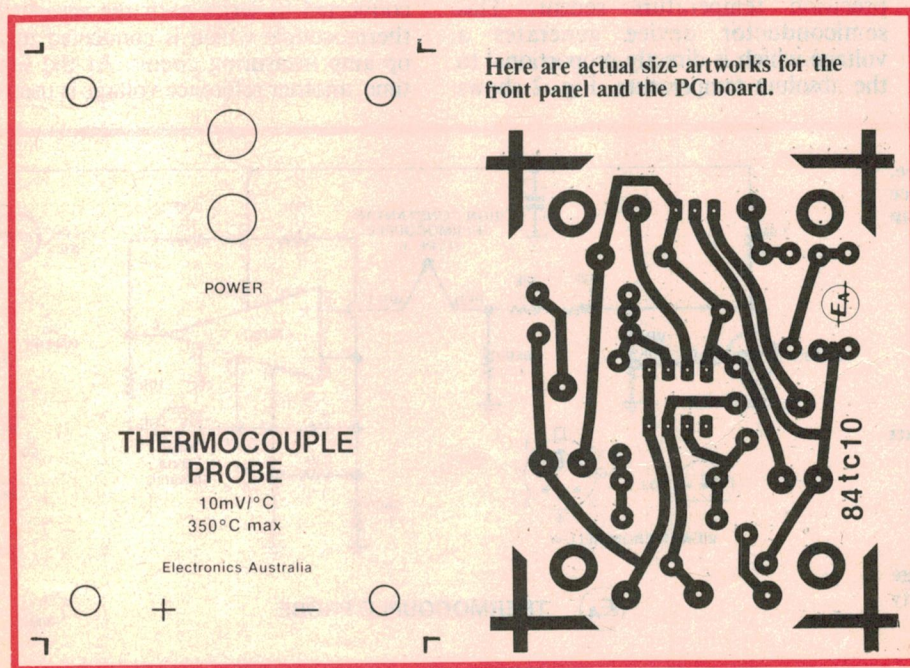 Here are actual size artworks for the
front panel and the PC board.
POWER
THERMOCOUPLE
PROBE
10mV/°C
350°C max
Electronics Australia
EA
84tc10